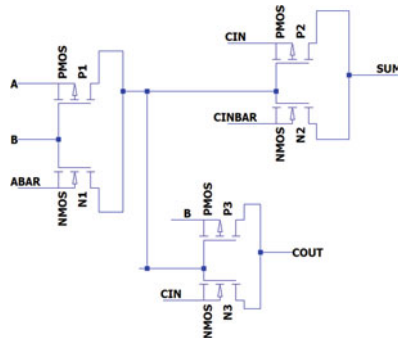 CIN
PMOS
P2
SUM
A
PMOS
P1
B
CINBAR
NMOS
N2
ABAR
NMOS
N1
B
PMOS
P3
COUT
CIN
NMOS
N3